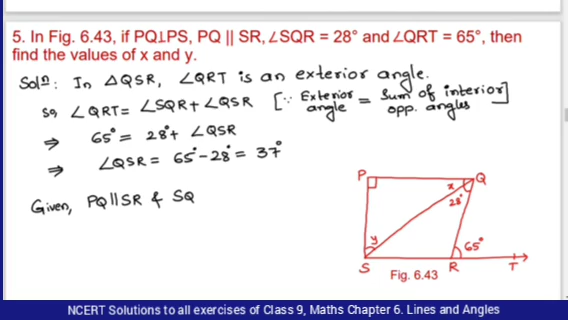 5. In Fig. 6.43, if PQ⊥PS, PQ || SR, ∠SQR = 28° and ∠QRT = 65°, then
find the values of x and y.
Solⁿ: In △QSR, ∠QRT is an exterior angle.
So ∠QRT = ∠SQR + ∠QSR [∵ Exterior angle = Sum of interior opp. angles]
⇒ 65° = 28° + ∠QSR
⇒ ∠QSR = 65° - 28° = 37°
Given, PQ||SR & SQ
P
Q
x
28°
y
65°
S
R
T
Fig. 6.43
NCERT Solutions to all exercises of Class 9, Maths Chapter 6. Lines and Angles